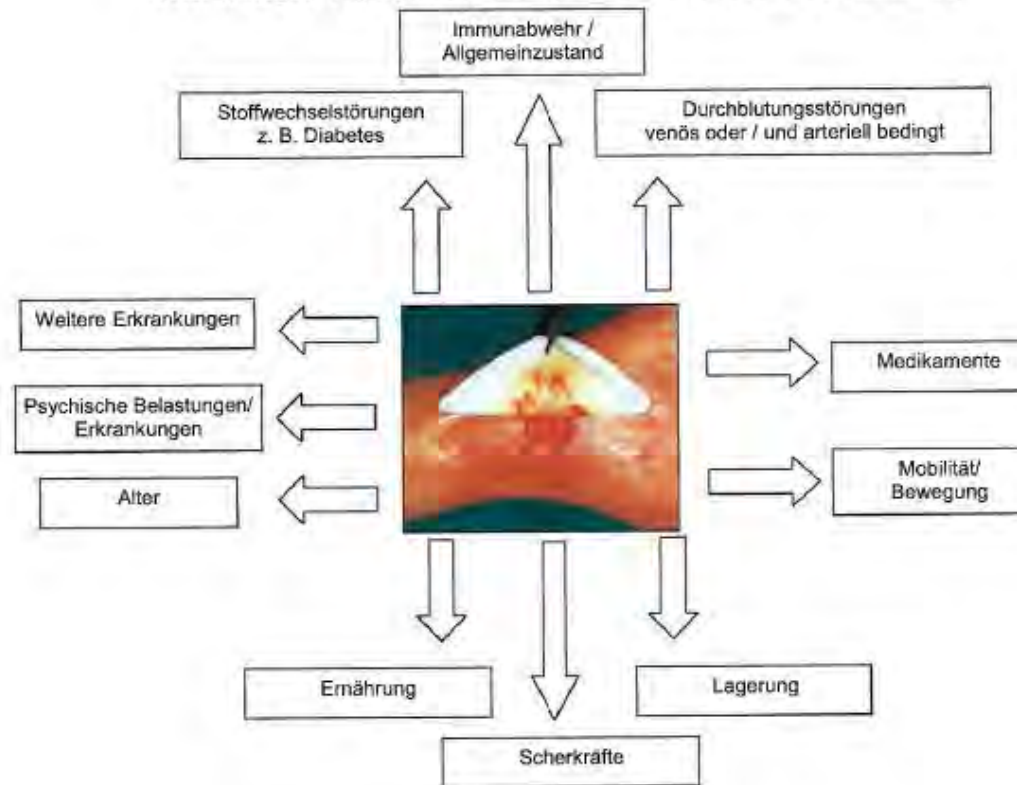 Immunabwehr /
Allgemeinzustand
Stoffwechselstörungen
z. B. Diabetes
Durchblutungsstörungen
venös oder / und arteriell bedingt
Weitere Erkrankungen
Medikamente
Psychische Belastungen/
Erkrankungen
Mobilität/
Bewegung
Alter
Ernährung
Lagerung
Scherkräfte